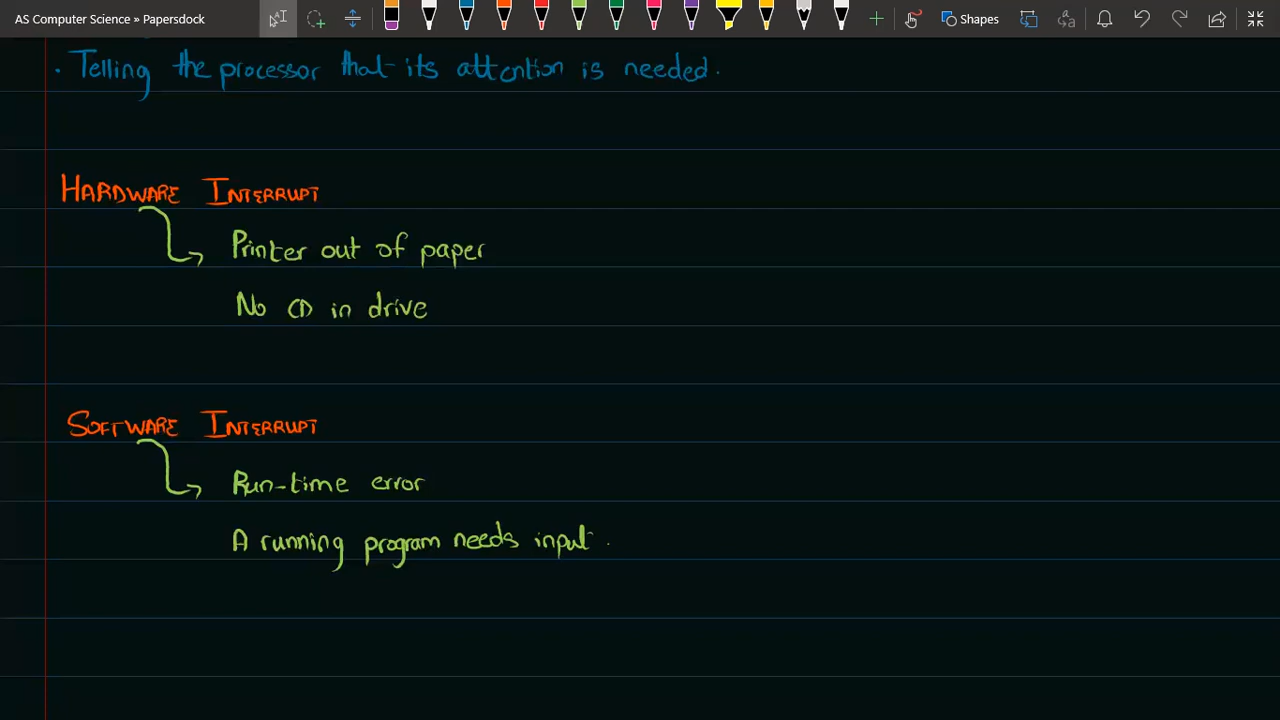 AS Computer Science » Papersdock
Shapes
. Telling the processor that its attention is needed.
HARDWARE INTERRUPT
Printer out of paper
No CD in drive
SOFTWARE INTERRUPT
Run-time error
A running program needs input.